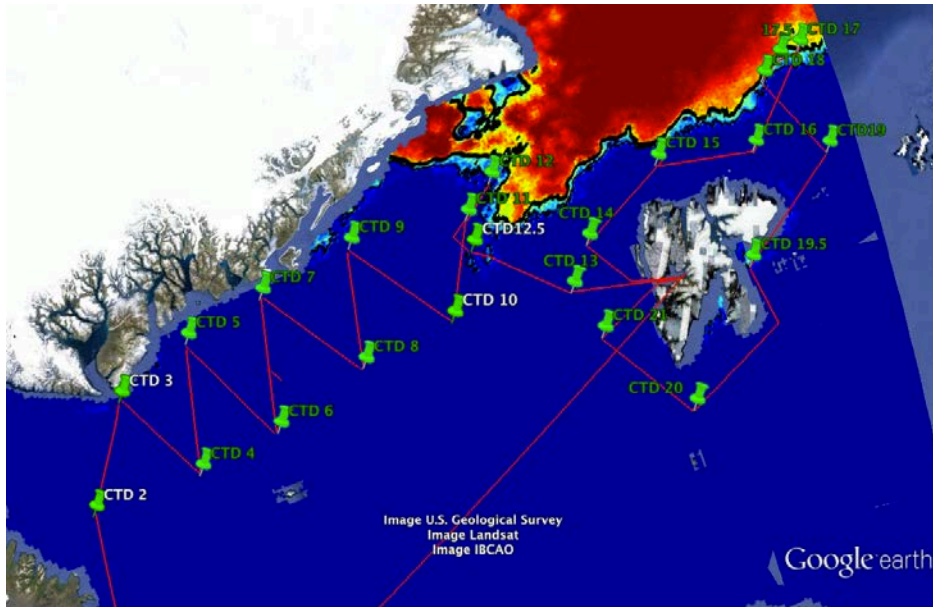 17.5
CTD 17
CTD 18
CTD 16
CTD19
CTD 15
CTD 12
CTD 11
CTD 14
CTD 9
CTD12.5
CTD 19.5
CTD 13
CTD 7
CTD 10
CTD 21
CTD 5
CTD 8
CTD 3
CTD 20
CTD 6
CTD 4
CTD 2
Image U.S. Geological Survey
Image Landsat
Image IBCAO
Google earth